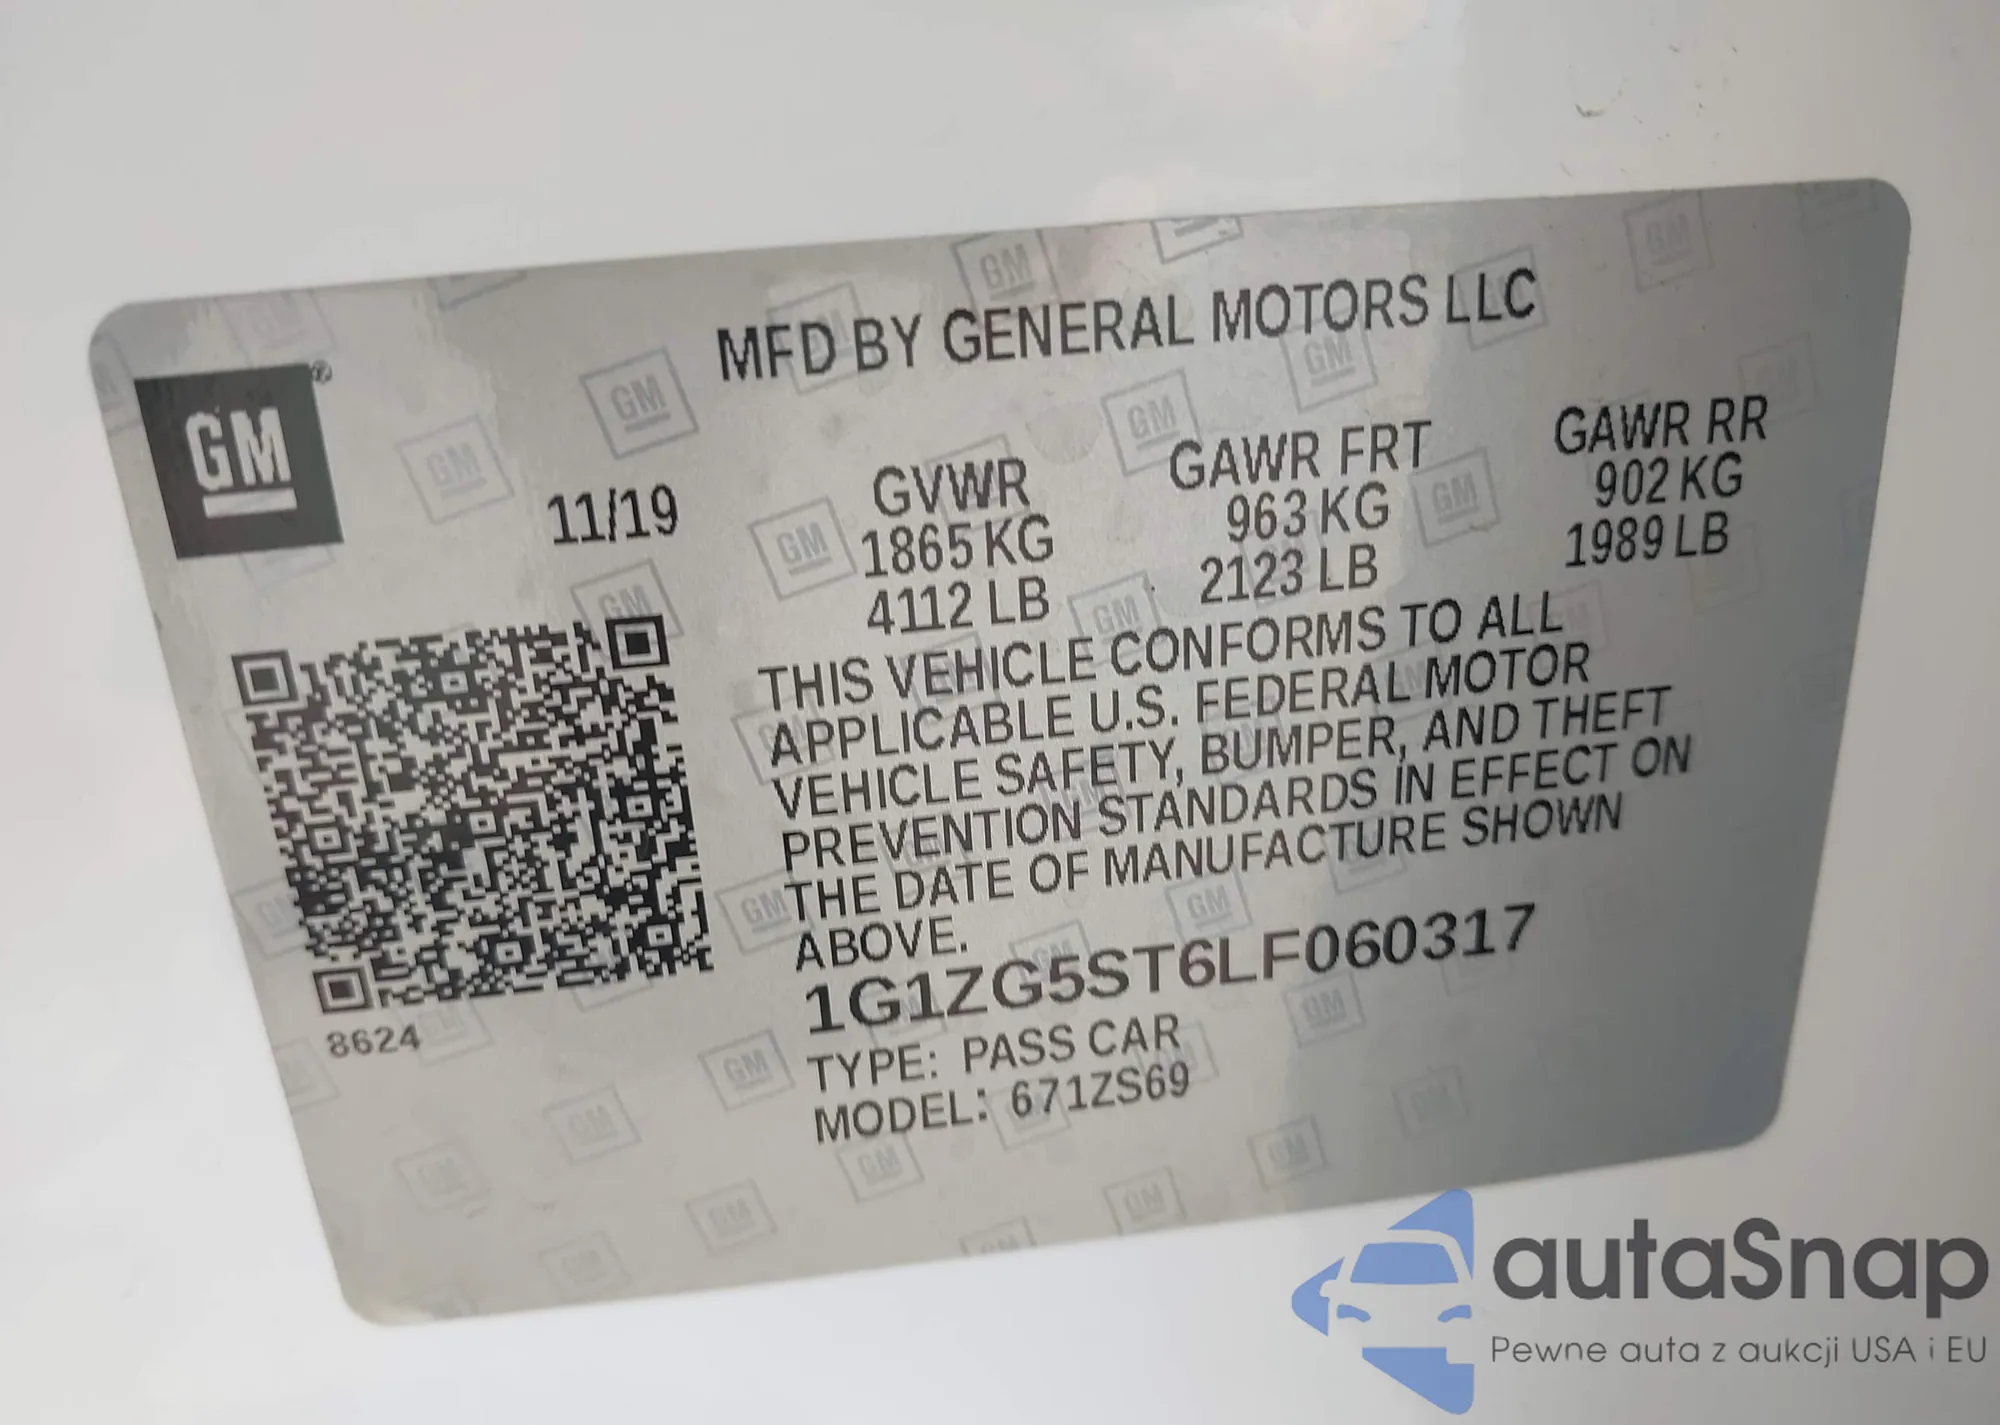 MFD BY GENERAL MOTORS LLC
GM
®
11/19
GVWR
1865 KG
4112 LB
GAWR FRT
963 KG
2123 LB
GAWR RR
902 KG
1989 LB
THIS VEHICLE CONFORMS TO ALL
APPLICABLE U.S. FEDERAL MOTOR
VEHICLE SAFETY, BUMPER, AND THEFT
PREVENTION STANDARDS IN EFFECT ON
THE DATE OF MANUFACTURE SHOWN
ABOVE.
1G1ZG5ST6LF060317
TYPE: PASS CAR
MODEL: 671ZS69
8624
autaSnap
Pewne auta z aukcji USA i EU